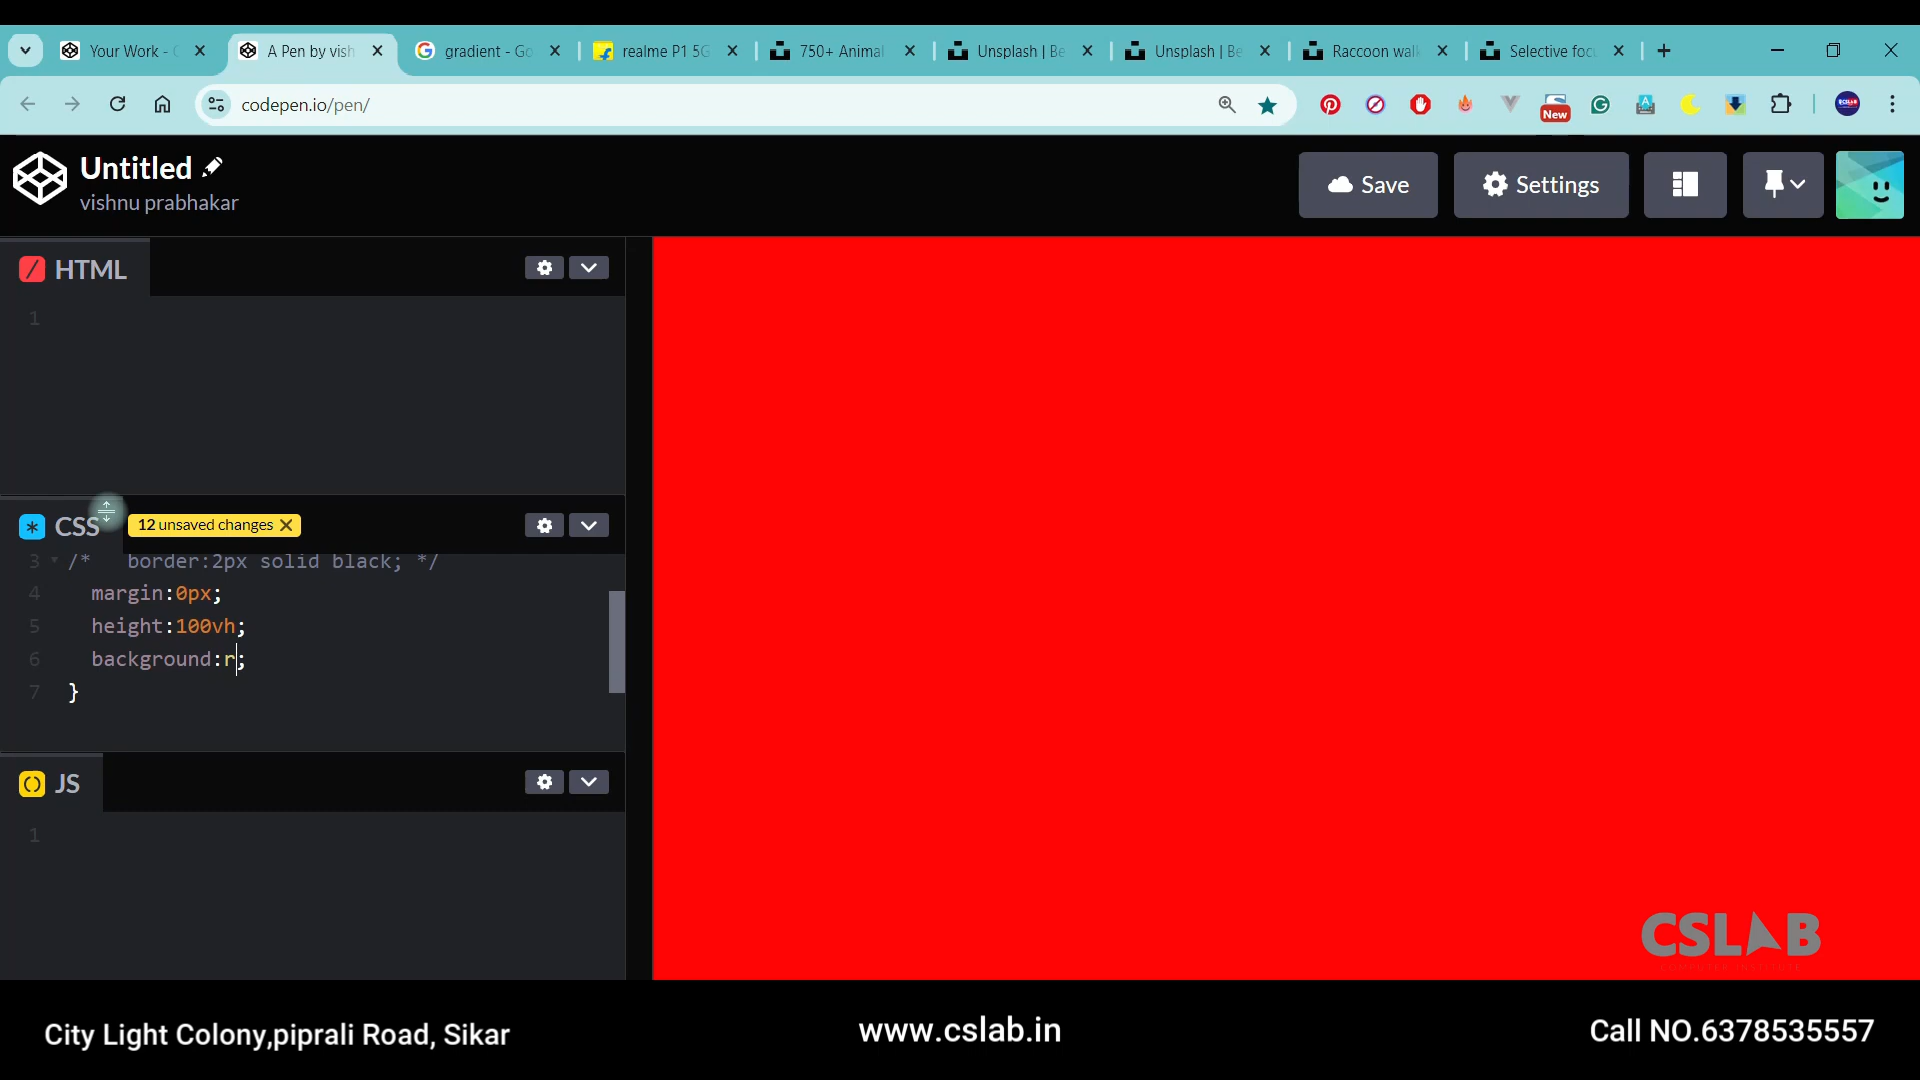 Your Work - C
A Pen by vish
gradient - Go
realme P1 5G
750+ Animal
Unsplash | Be
Unsplash | Be
Raccoon walk
Selective foc
codepen.io/pen/
New
Untitled
vishnu prabhakar
Save
Settings
HTML
1
CSS
12 unsaved changes
3 /* border:2px solid black; */
4 margin:0px;
5 height:100vh;
6 background:r;
7 }
JS
1
CSLAB
City Light Colony,piprali Road, Sikar
www.cslab.in
Call NO.6378535557